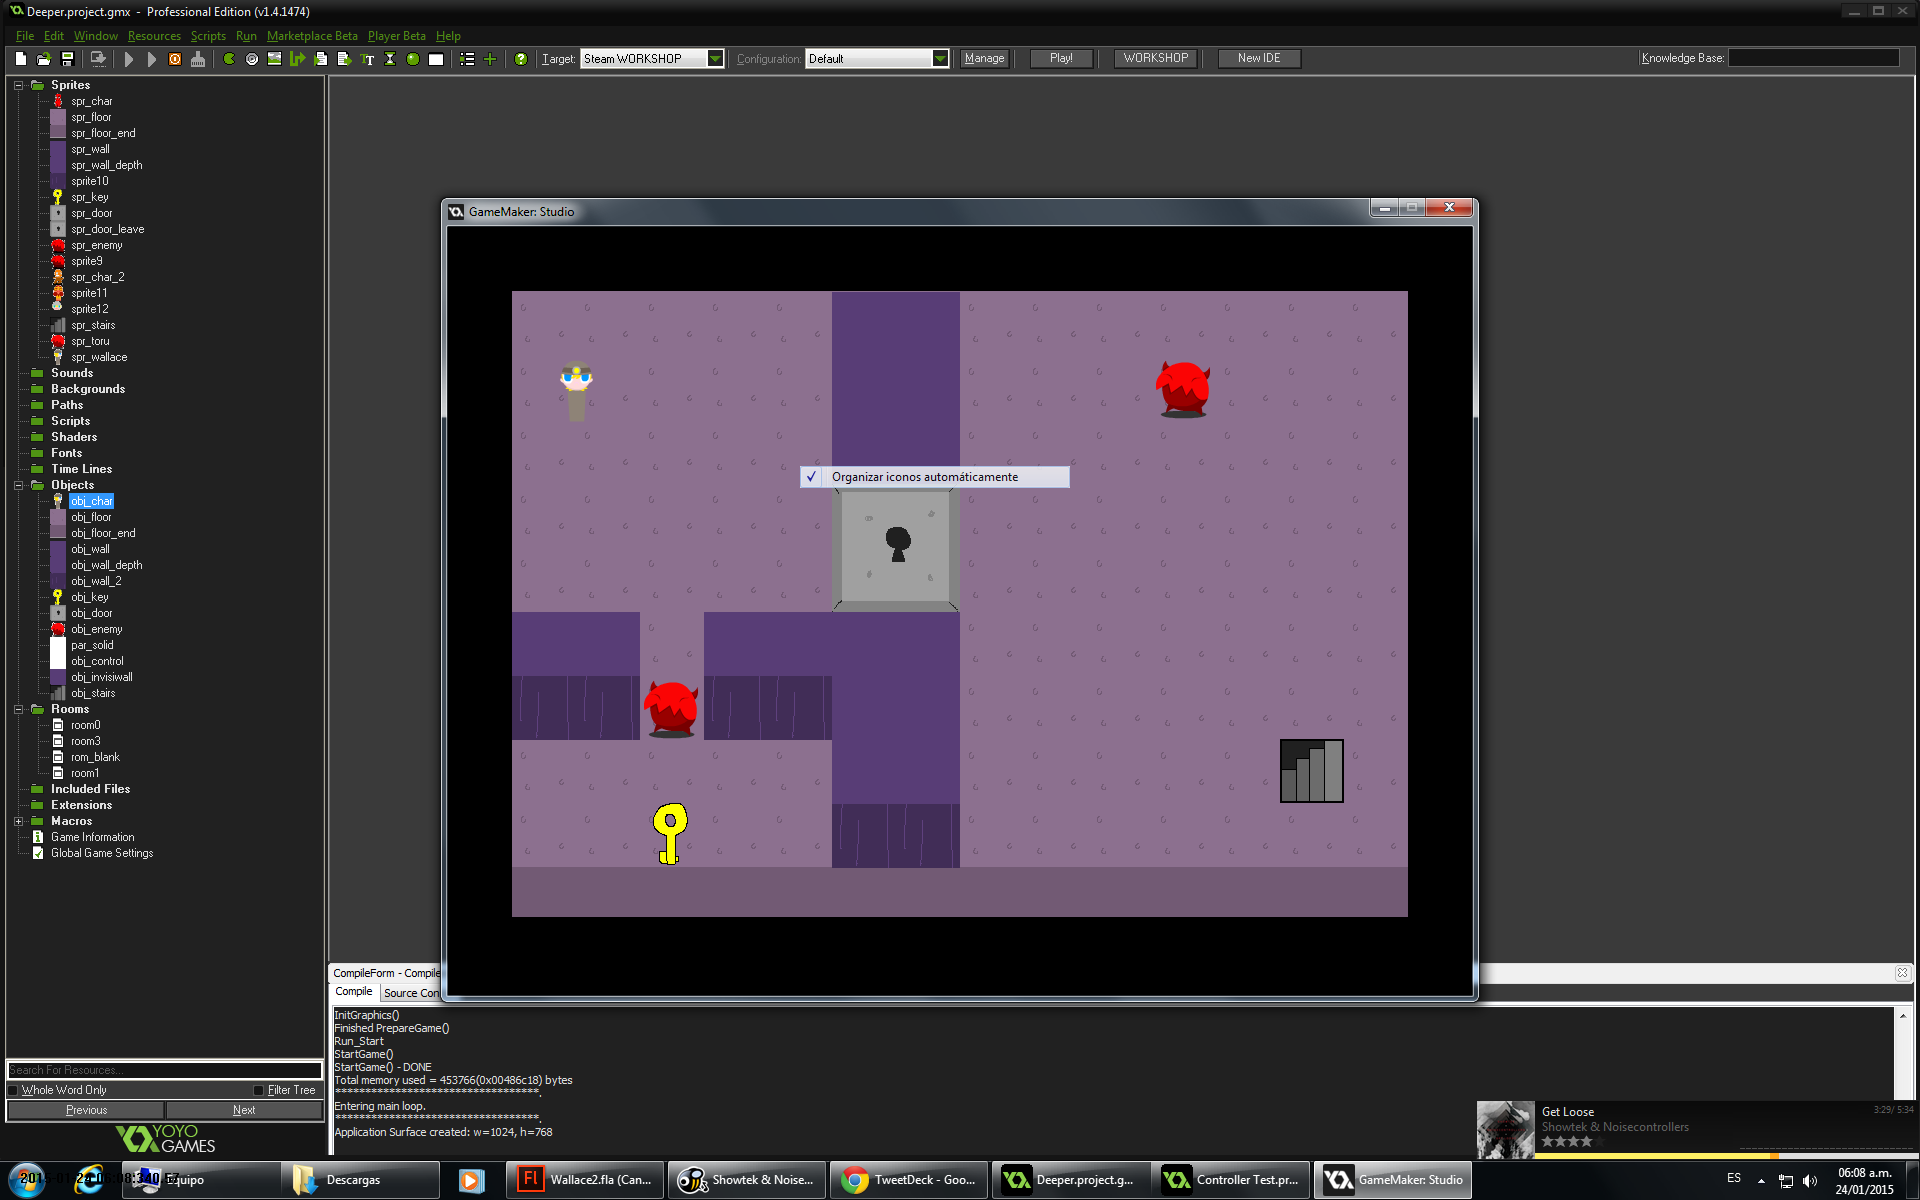 Deeper.project.gmx - Professional Edition (v1.4.1474)
File Edit Window Resources Scripts Run Marketplace Beta Player Beta Help
Target: Steam WORKSHOP Configuration: Default Manage Play! WORKSHOP New IDE Knowledge Base:
Sprites
spr_char
spr_floor
spr_floor_end
spr_wall
spr_wall_depth
sprite10
spr_key
spr_door
spr_door_leave
spr_enemy
sprite9
spr_char_2
sprite11
sprite12
spr_stairs
spr_toru
spr_wallace
Sounds
Backgrounds
Paths
Scripts
Shaders
Fonts
Time Lines
Objects
obj_char
obj_floor
obj_floor_end
obj_wall
obj_wall_depth
obj_wall_2
obj_key
obj_door
obj_enemy
par_solid
obj_control
obj_invisiwall
obj_stairs
Rooms
room0
room3
rom_blank
room1
Included Files
Extensions
Macros
Game Information
Global Game Settings
Search For Resources...
Whole Word Only Filter Tree
Previous Next
YOYO
GAMES
GameMaker: Studio
Organizar iconos automáticamente
CompileForm - Compile
Compile Source Con
InitGraphics()
Finished PrepareGame()
Run_Start
StartGame()
StartGame() - DONE
Total memory used = 453766(0x00486c18) bytes
***********************************.
Entering main loop.
***********************************.
Application Surface created: w=1024, h=768
Get Loose 3:29/ 5:34
Showtek & Noisecontrollers
Equipo
Descargas
Wallace2.fla (Can...
Showtek & Noise...
TweetDeck - Goo...
Deeper.project.g...
Controller Test.pr...
GameMaker: Studio
ES
06:08 a.m.
24/01/2015